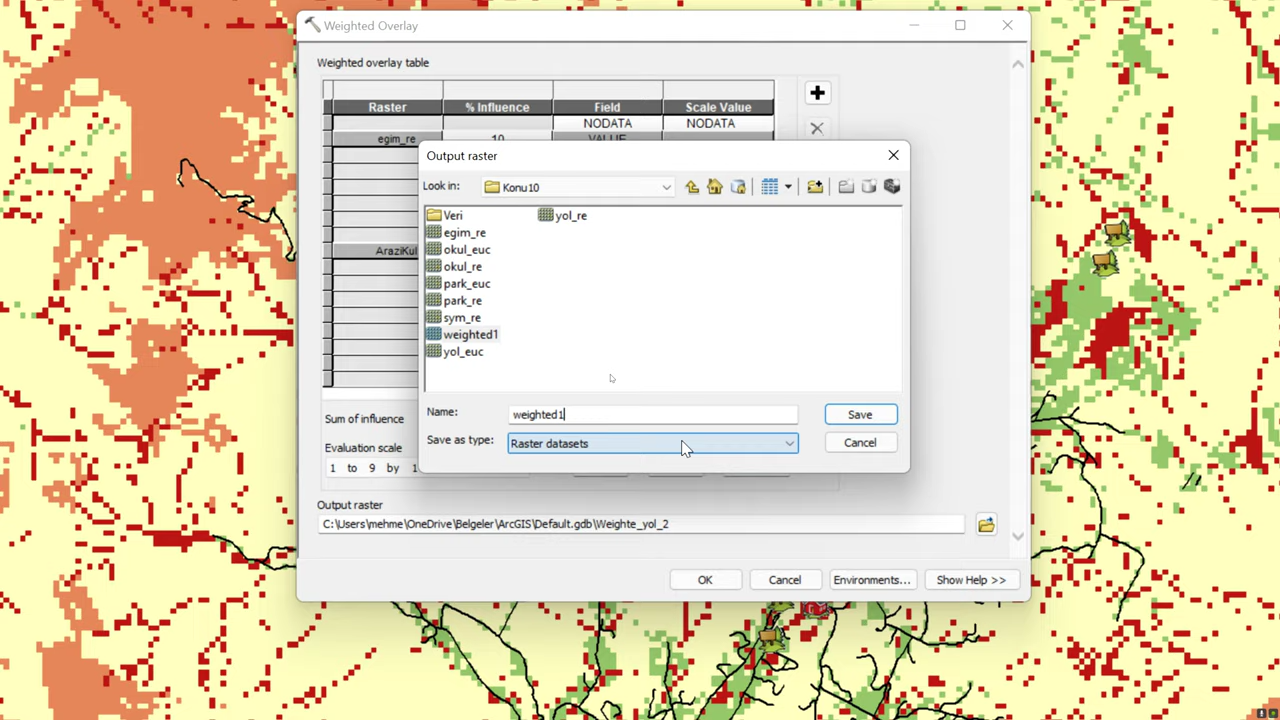 Weighted Overlay
Weighted overlay table
Raster % Influence Field Scale Value
NODATA NODATA
egim_re 10 VALUE
AraziKul
Sum of influence
Evaluation scale
1 to 9 by 1
Output raster
C:\Users\mehme\OneDrive\Belgeler\ArcGIS\Default.gdb\Weighte_yol_2
OK Cancel Environments... Show Help >>
Output raster
Look in: Konu10
Veri
egim_re
okul_euc
okul_re
park_euc
park_re
sym_re
weighted1
yol_euc
yol_re
Name: weighted1 Save
Save as type: Raster datasets Cancel